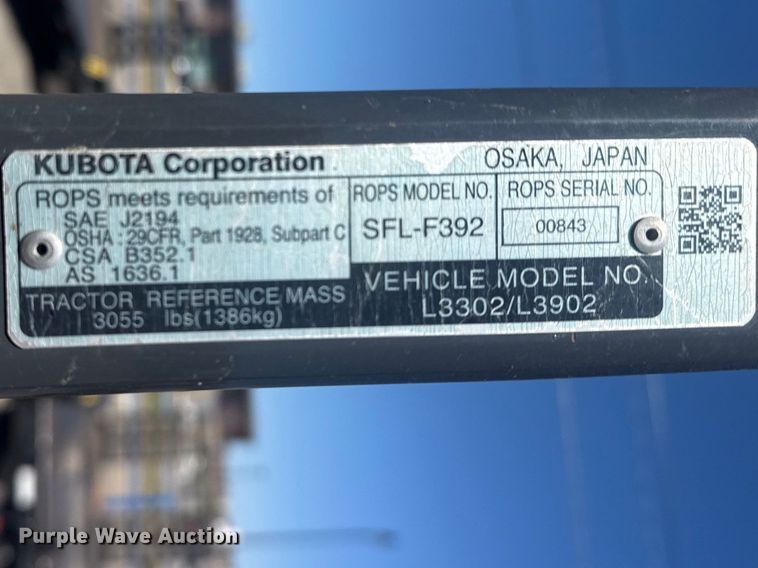 KUBOTA Corporation OSAKA, JAPAN
ROPS meets requirements of
SAE J2194
OSHA : 29CFR, Part 1928, Subpart C
CSA B352.1
AS 1636.1
ROPS MODEL NO.
SFL-F392
ROPS SERIAL NO.
00843
TRACTOR REFERENCE MASS
3055 lbs(1386kg)
VEHICLE MODEL NO.
L3302/L3902
Purple Wave Auction